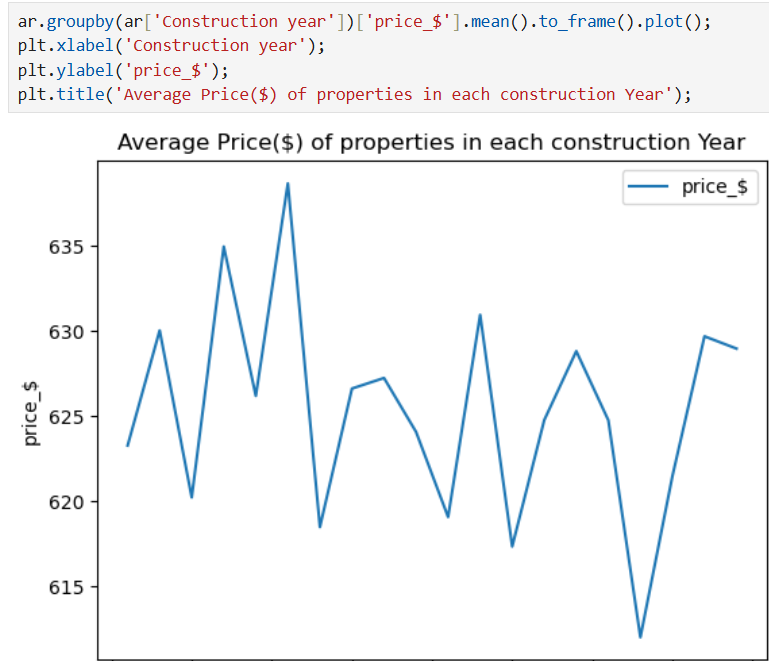 ar.groupby(ar['Construction year'])['price_$'].mean().to_frame().plot();
plt.xlabel('Construction year');
plt.ylabel('price_$');
plt.title('Average Price($) of properties in each construction Year');
Average Price($) of properties in each construction Year
price_$
635
630
625
620
615
price_$